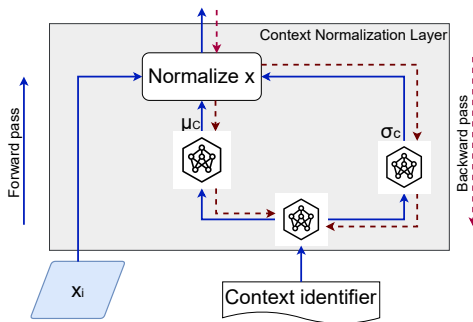 Context Normalization Layer
Normalize x
Forward pass
Backward pass
μc
σc
xi
Context identifier